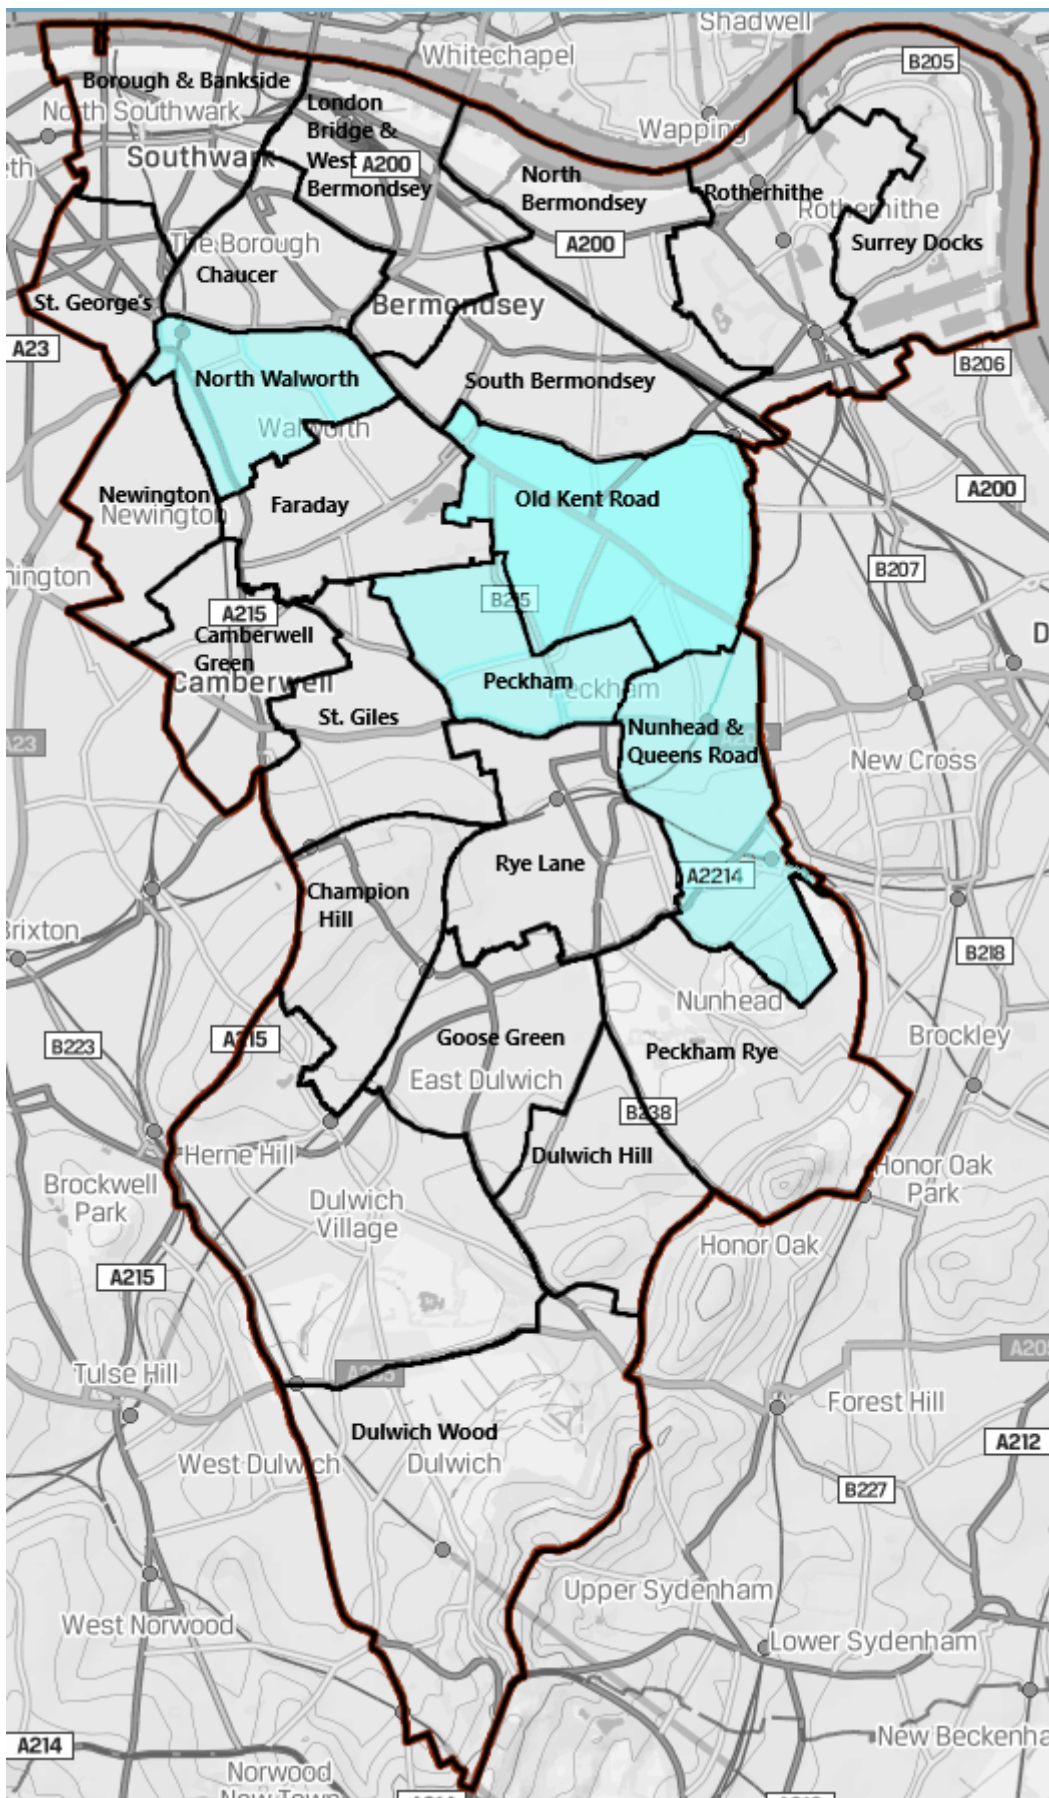 Shadwell
Whitechapel
B205
Borough & Bankside
North Southwark
London
Bridge &
West
Bermondsey
Wapping
Southwark
A200
North
Bermondsey
Rotherhithe
Rotherhithe
A200
Surrey Docks
The Borough
Chaucer
St. George's
Bermondsey
A23
B206
North Walworth
South Bermondsey
Walworth
A200
Newington
Newington
Faraday
Old Kent Road
B207
B215
A215
Camberwell
Green
Camberwell
Peckham
Peckham
St. Giles
A23
Nunhead &
Queens Road
New Cross
Rye Lane
A2214
Champion
Hill
Brixton
B218
Nunhead
A215
B223
Goose Green
Peckham Rye
Brockley
East Dulwich
B238
Herne Hill
Dulwich Hill
Honor Oak
Park
Brockwell
Park
Dulwich
Village
Honor Oak
A215
Tulse Hill
Forest Hill
Dulwich Wood
A212
West Dulwich
Dulwich
B227
Upper Sydenham
West Norwood
Lower Sydenham
A214
New Beckenha
Norwood
New Town